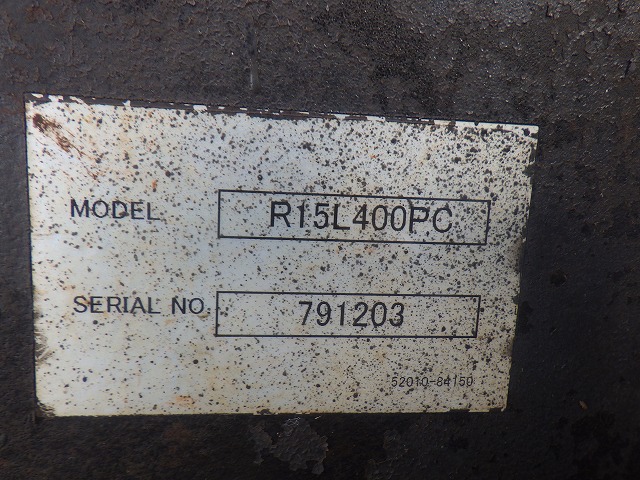 MODEL R15L400PC
SERIAL NO. 791203
52010-84150